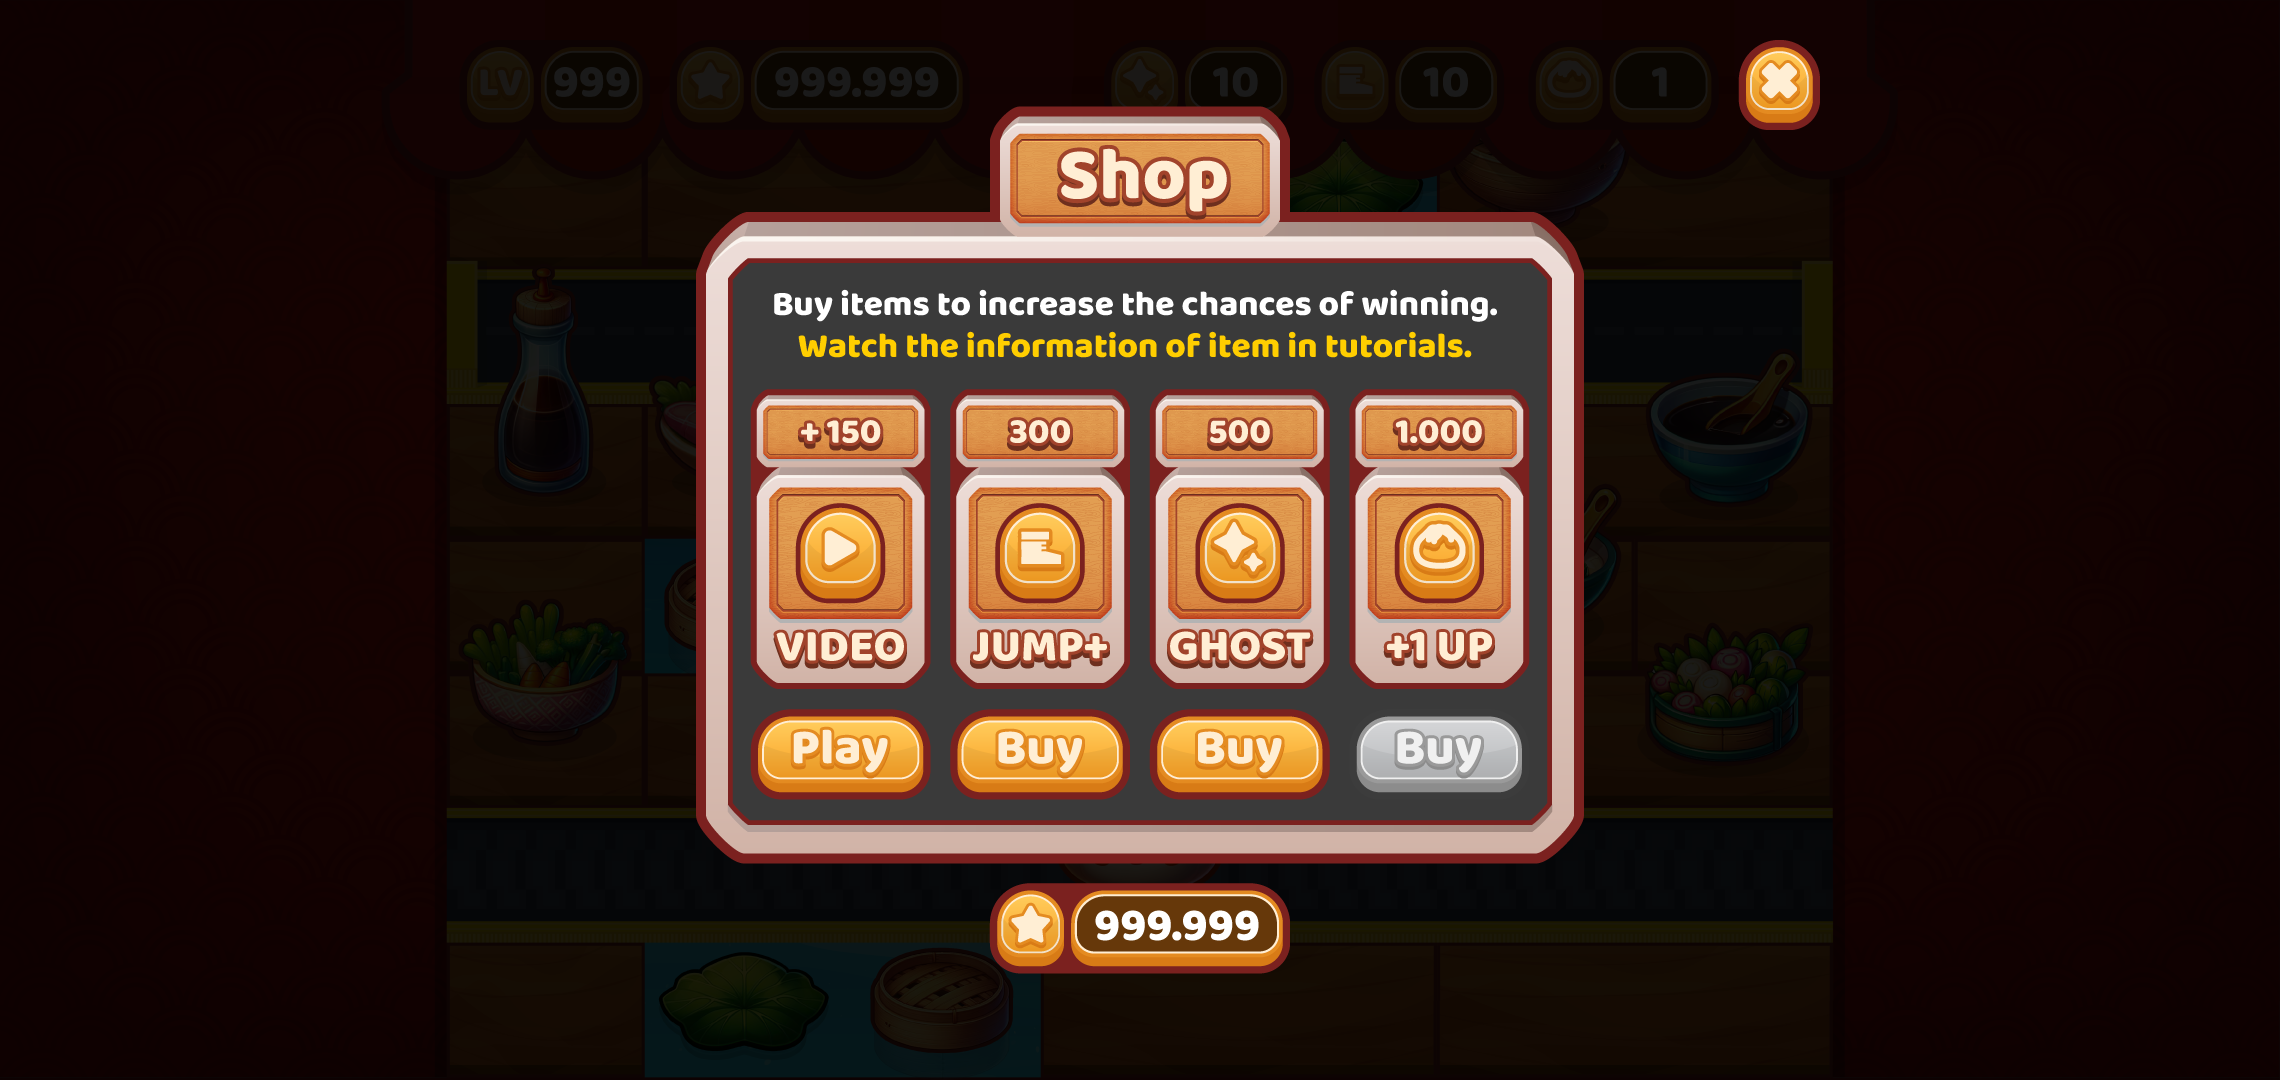 LV 999 999.999 10 10 1
Shop
Buy items to increase the chances of winning.
Watch the information of item in tutorials.
+150 300 500 1.000
VIDEO JUMP+ GHOST +1 UP
Play Buy Buy Buy
999.999